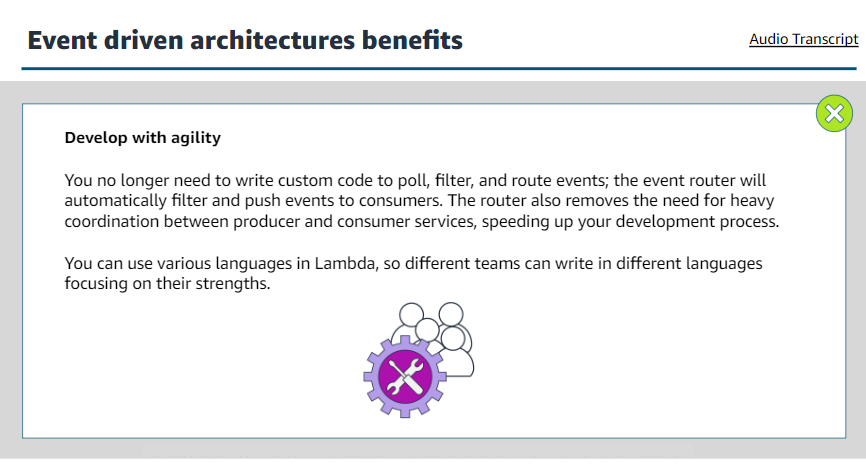 Event driven architectures benefits
Audio Transcript
Develop with agility
You no longer need to write custom code to poll, filter, and route events; the event router will
automatically filter and push events to consumers. The router also removes the need for heavy
coordination between producer and consumer services, speeding up your development process.
You can use various languages in Lambda, so different teams can write in different languages
focusing on their strengths.